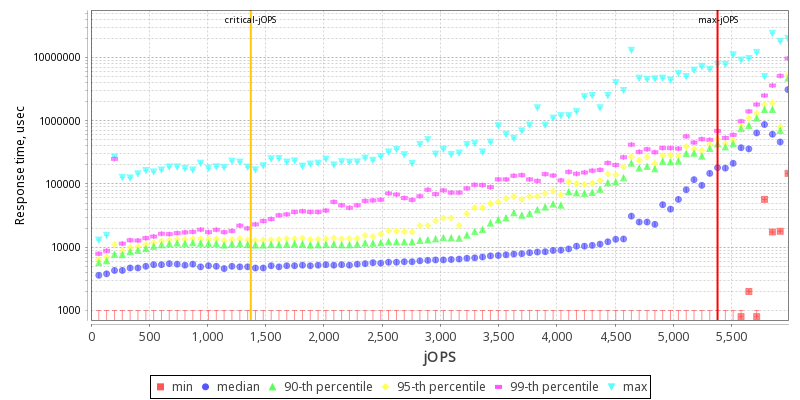 critical-jOPS
max-jOPS
Response time, usec
10000000
1000000
100000
10000
1000
0
500
1,000
1,500
2,000
2,500
3,000
3,500
4,000
4,500
5,000
5,500
jOPS
min
median
90-th percentile
95-th percentile
99-th percentile
max